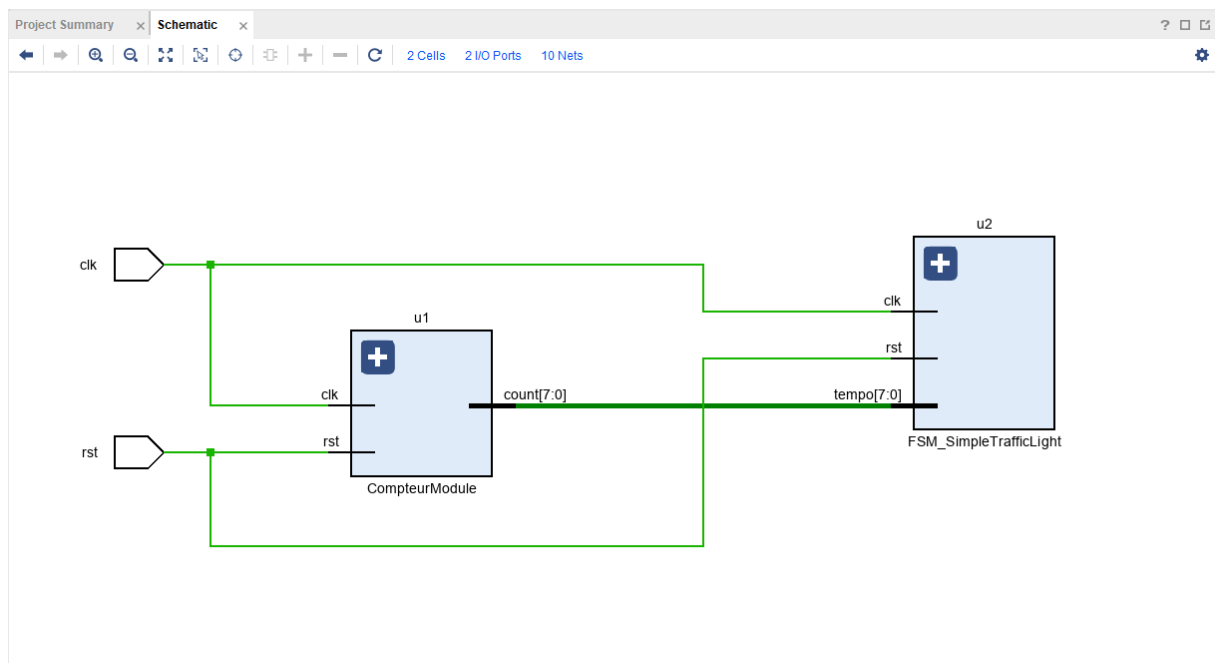 Project Summary × Schematic × ?
2 Cells 2 I/O Ports 10 Nets
u2
clk
clk
rst
u1
clk
count[7:0]
tempo[7:0]
rst
rst
FSM_SimpleTrafficLight
CompteurModule